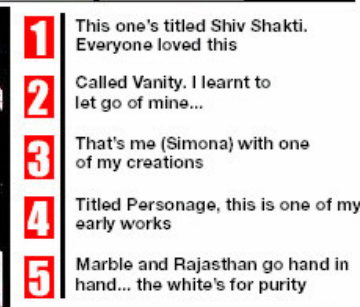 1 This one's titled Shiv Shakti.
Everyone loved this
2 Called Vanity. I learnt to
let go of mine...
3 That's me (Simona) with one
of my creations
4 Titled Personage, this is one of my
early works
5 Marble and Rajasthan go hand in
hand... the white's for purity